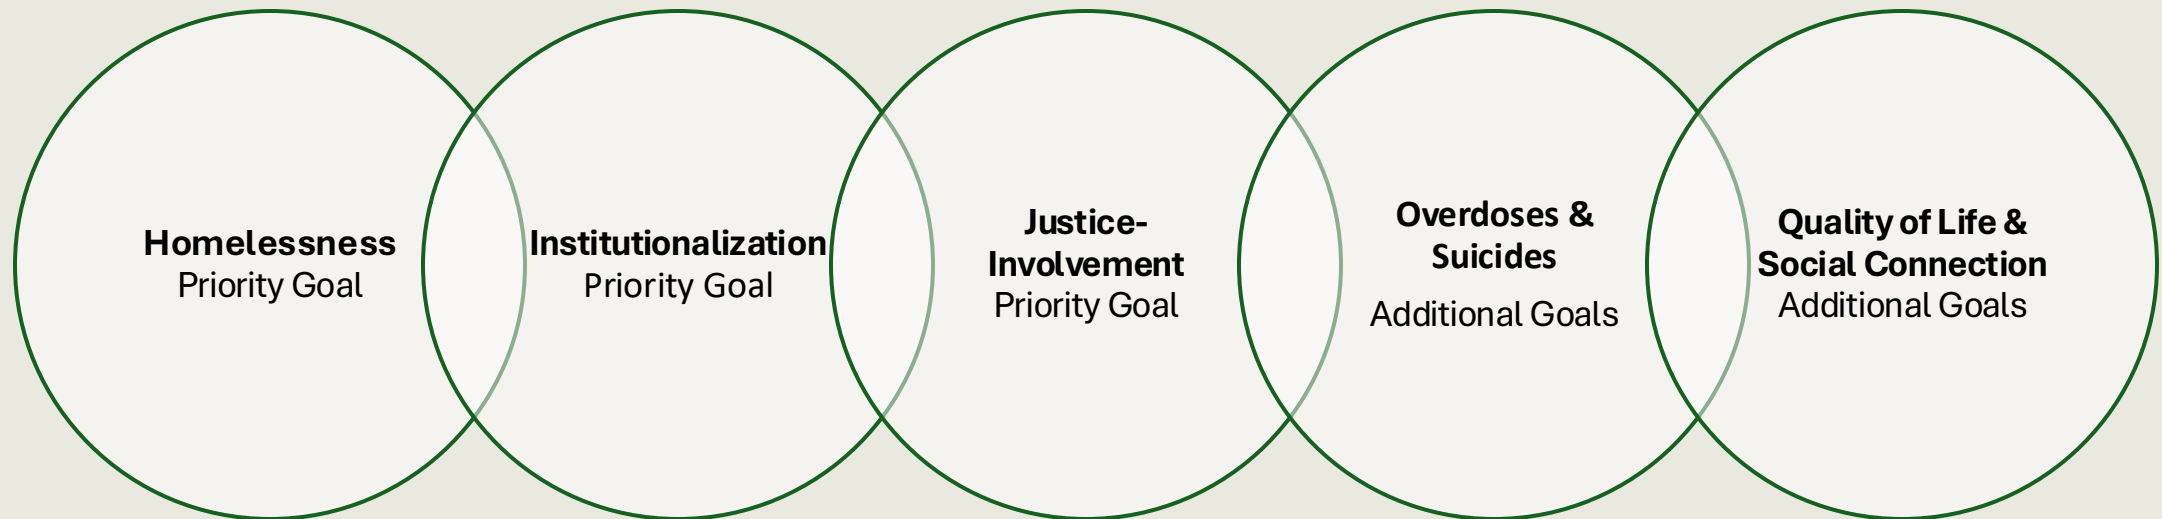 Homelessness
Priority Goal
Institutionalization
Priority Goal
Justice-
Involvement
Priority Goal
Overdoses &
Suicides
Additional Goals
Quality of Life &
Social Connection
Additional Goals